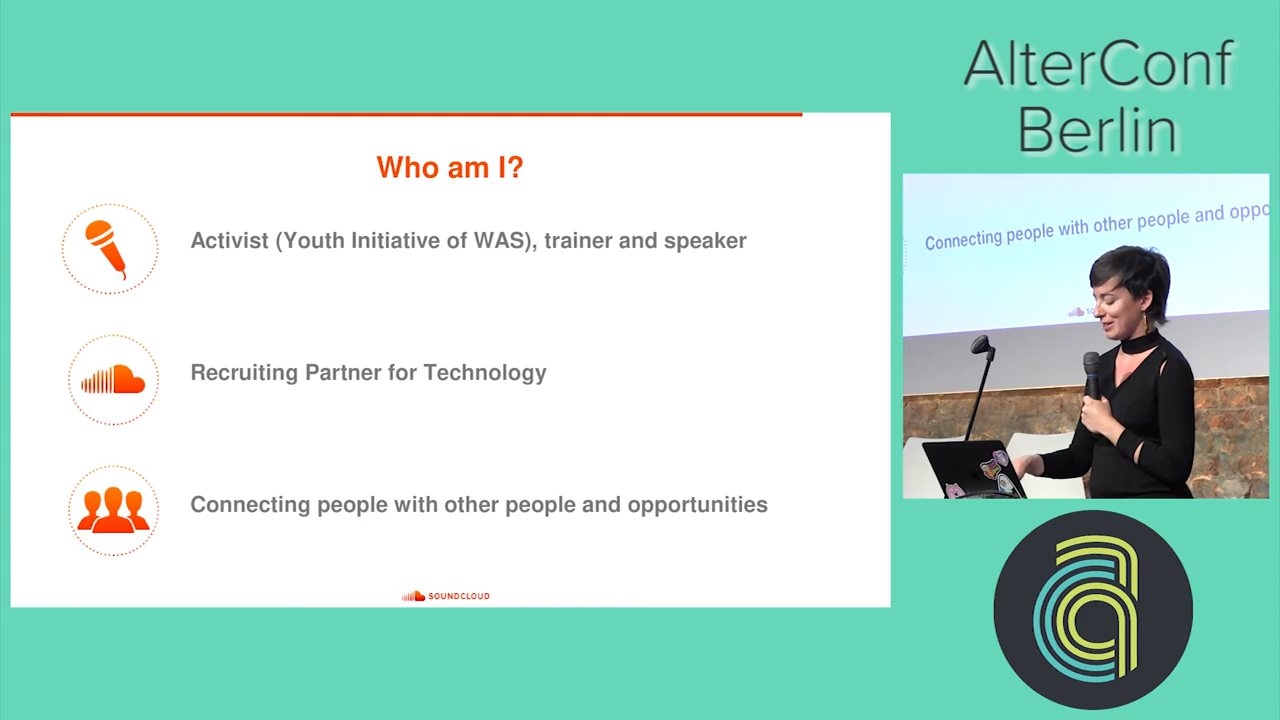 AlterConf
Berlin
Who am I?
Activist (Youth Initiative of WAS), trainer and speaker
Recruiting Partner for Technology
Connecting people with other people and opportunities
SOUNDCLOUD
Connecting people with other people and oppo